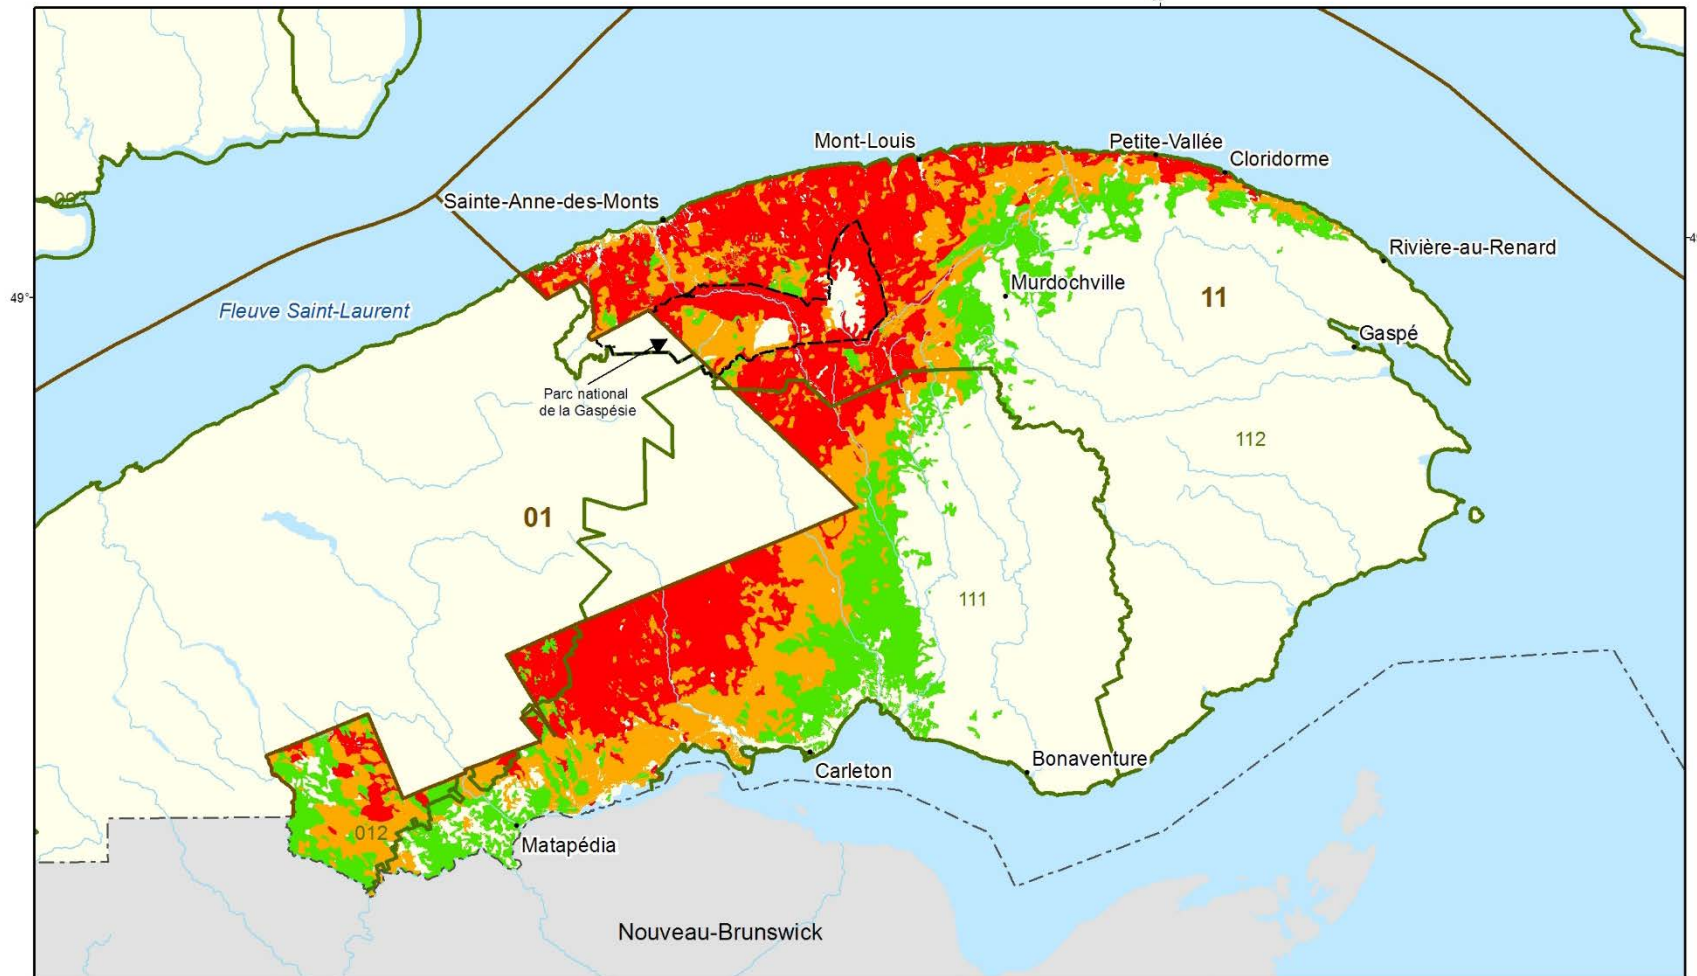 Mont-Louis
Petite-Vallée
Cloridorme
Sainte-Anne-des-Monts
Rivière-au-Renard
49°
Fleuve Saint-Laurent
Murdochville
11
Gaspé
Parc national
de la Gaspésie
112
01
111
Bonaventure
Carleton
012
Matapédia
Nouveau-Brunswick